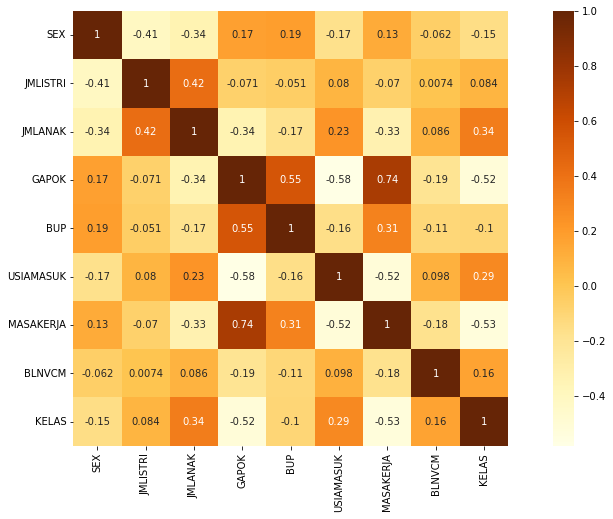 SEX 1 -0.41 -0.34 0.17 0.19 -0.17 0.13 -0.062 -0.15
JMLISTRI -0.41 1 0.42 -0.071 -0.051 0.08 -0.07 0.0074 0.084
JMLANAK -0.34 0.42 1 -0.34 -0.17 0.23 -0.33 0.086 0.34
GAPOK 0.17 -0.071 -0.34 1 0.55 -0.58 0.74 -0.19 -0.52
BUP 0.19 -0.051 -0.17 0.55 1 -0.16 0.31 -0.11 -0.1
USIAMASUK -0.17 0.08 0.23 -0.58 -0.16 1 -0.52 0.098 0.29
MASAKERJA 0.13 -0.07 -0.33 0.74 0.31 -0.52 1 -0.18 -0.53
BLNVCM -0.062 0.0074 0.086 -0.19 -0.11 0.098 -0.18 1 0.16
KELAS -0.15 0.084 0.34 -0.52 -0.1 0.29 -0.53 0.16 1
SEX JMLISTRI JMLANAK GAPOK BUP USIAMASUK MASAKERJA BLNVCM KELAS
1.0
0.8
0.6
0.4
0.2
0.0
−0.2
−0.4